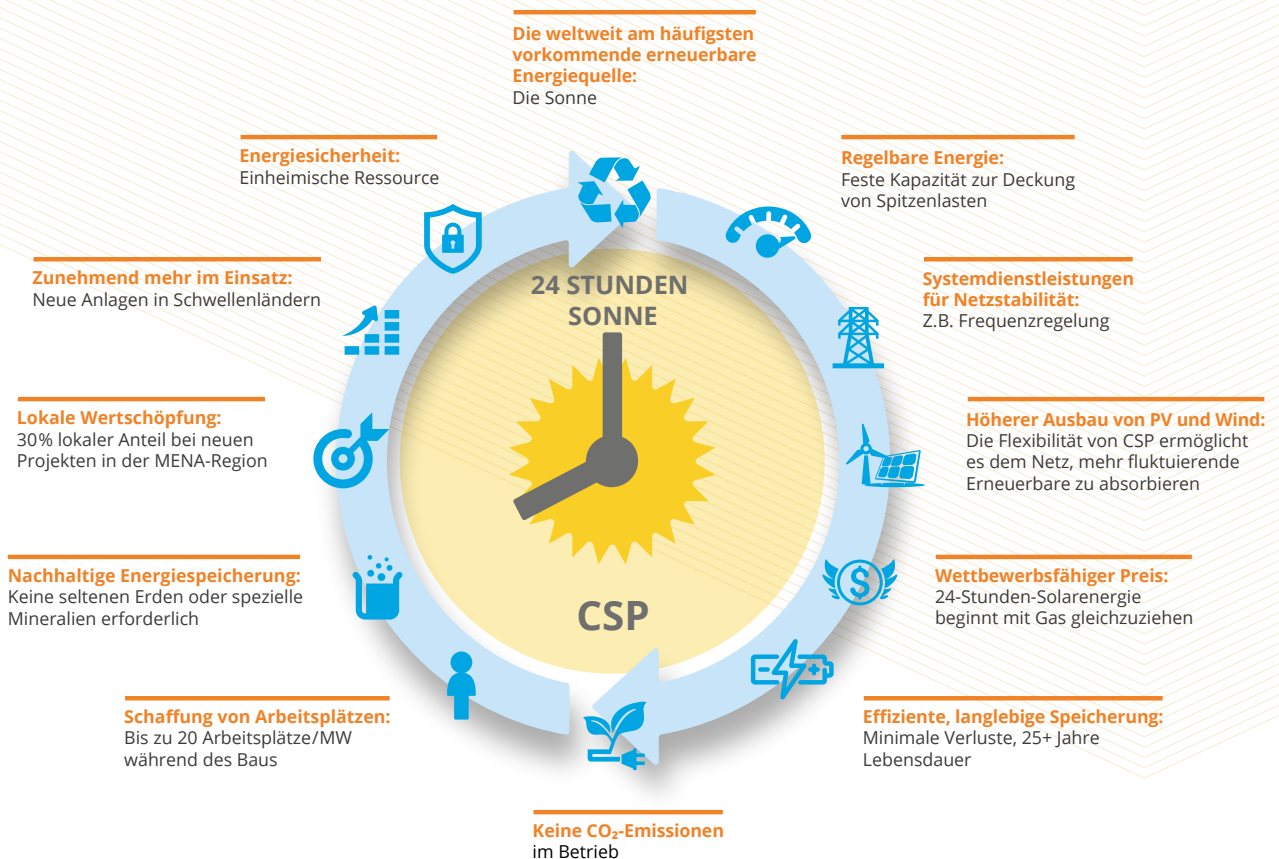 Die weltweit am häufigsten
vorkommende erneuerbare
Energiequelle:
Die Sonne
Regelbare Energie:
Feste Kapazität zur Deckung
von Spitzenlasten
Systemdienstleistungen
für Netzstabilität:
Z.B. Frequenzregelung
Höherer Ausbau von PV und Wind:
Die Flexibilität von CSP ermöglicht
es dem Netz, mehr fluktuierende
Erneuerbare zu absorbieren
Wettbewerbsfähiger Preis:
24-Stunden-Solarenergie
beginnt mit Gas gleichzuziehen
Effiziente, langlebige Speicherung:
Minimale Verluste, 25+ Jahre
Lebensdauer
Keine CO₂-Emissionen
im Betrieb
Schaffung von Arbeitsplätzen:
Bis zu 20 Arbeitsplätze/MW
während des Baus
Nachhaltige Energiespeicherung:
Keine seltenen Erden oder spezielle
Mineralien erforderlich
Lokale Wertschöpfung:
30% lokaler Anteil bei neuen
Projekten in der MENA-Region
Zunehmend mehr im Einsatz:
Neue Anlagen in Schwellenländern
Energiesicherheit:
Einheimische Ressource
24 STUNDEN
SONNE
CSP
$